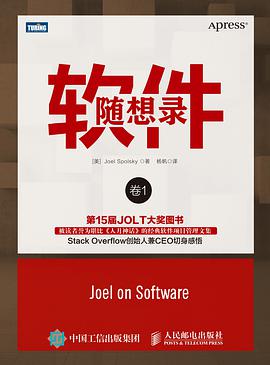 TURING
图灵
Apress®
软件
随想录
[美] Joel Spolsky ◎ 著 杨帆 ◎ 译
卷1
第15届JOLT大奖图书
被读者誉为堪比《人月神话》的经典软件项目管理文集
Stack Overflow创始人兼CEO切身感悟
Joel on Software
中国工信出版集团
人民邮电出版社
POSTS & TELECOM PRESS